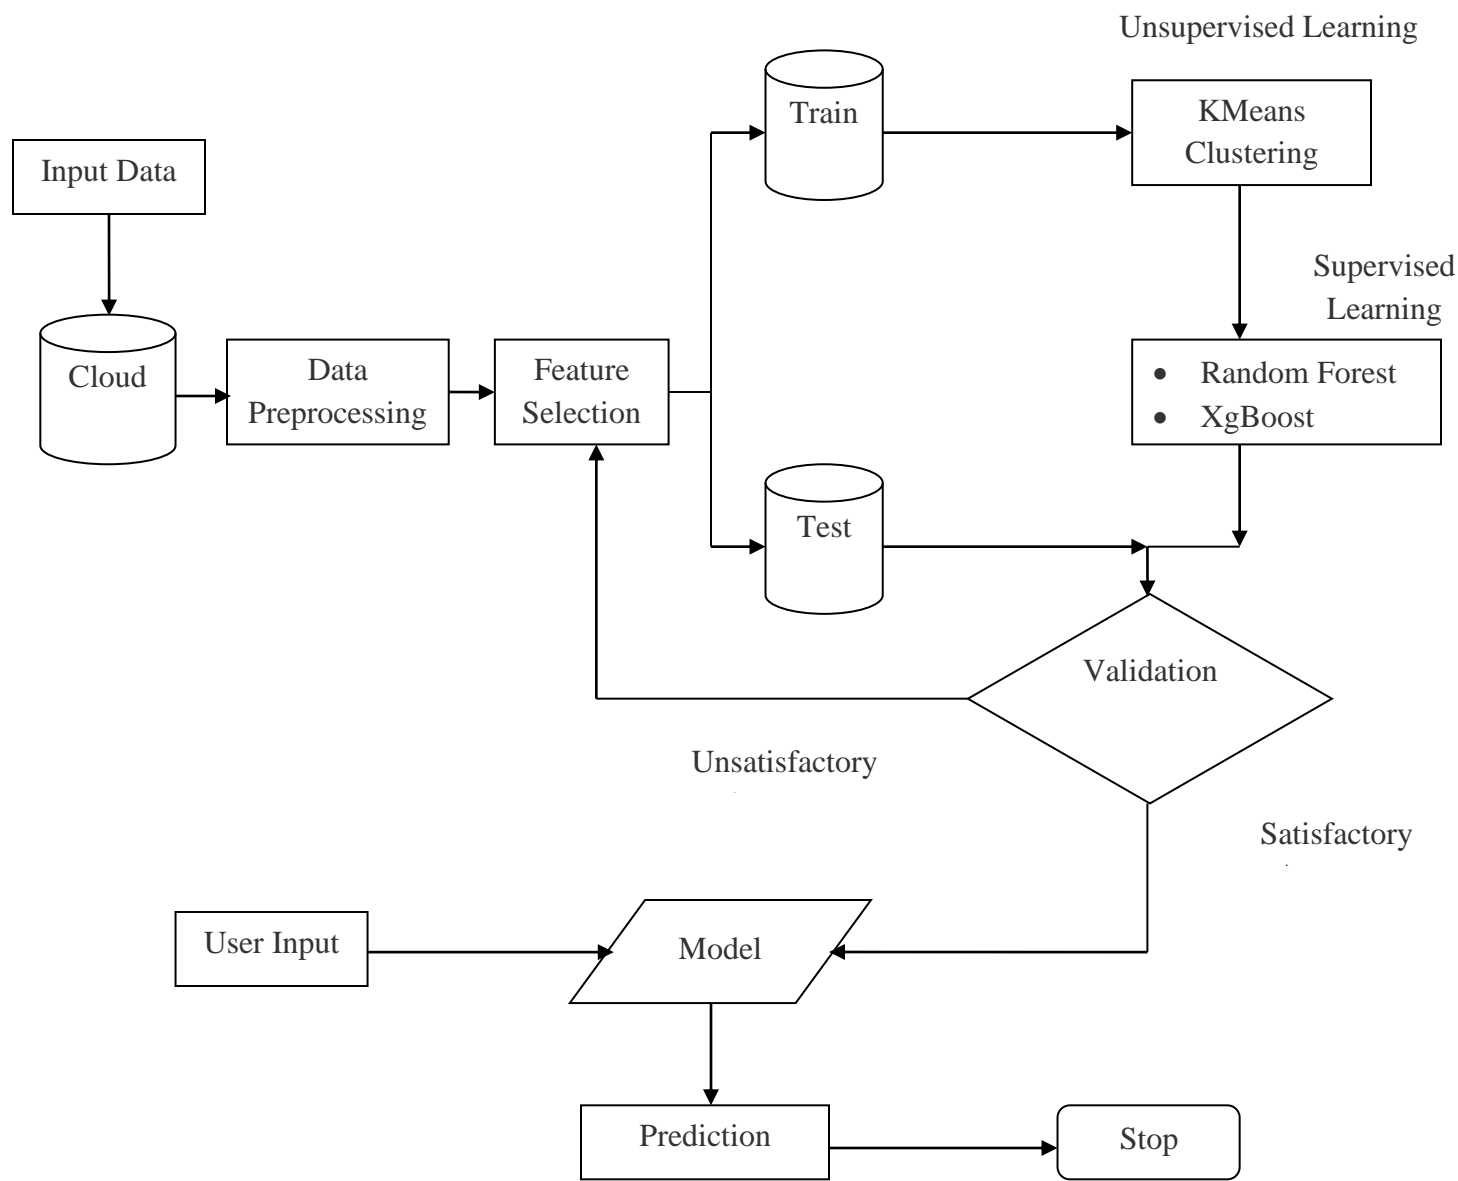 Unsupervised Learning
Train
KMeans
Clustering
Input Data
Supervised
Learning
Cloud
Data
Preprocessing
Feature
Selection
• Random Forest
• XgBoost
Test
Validation
Unsatisfactory
Satisfactory
User Input
Model
Prediction
Stop